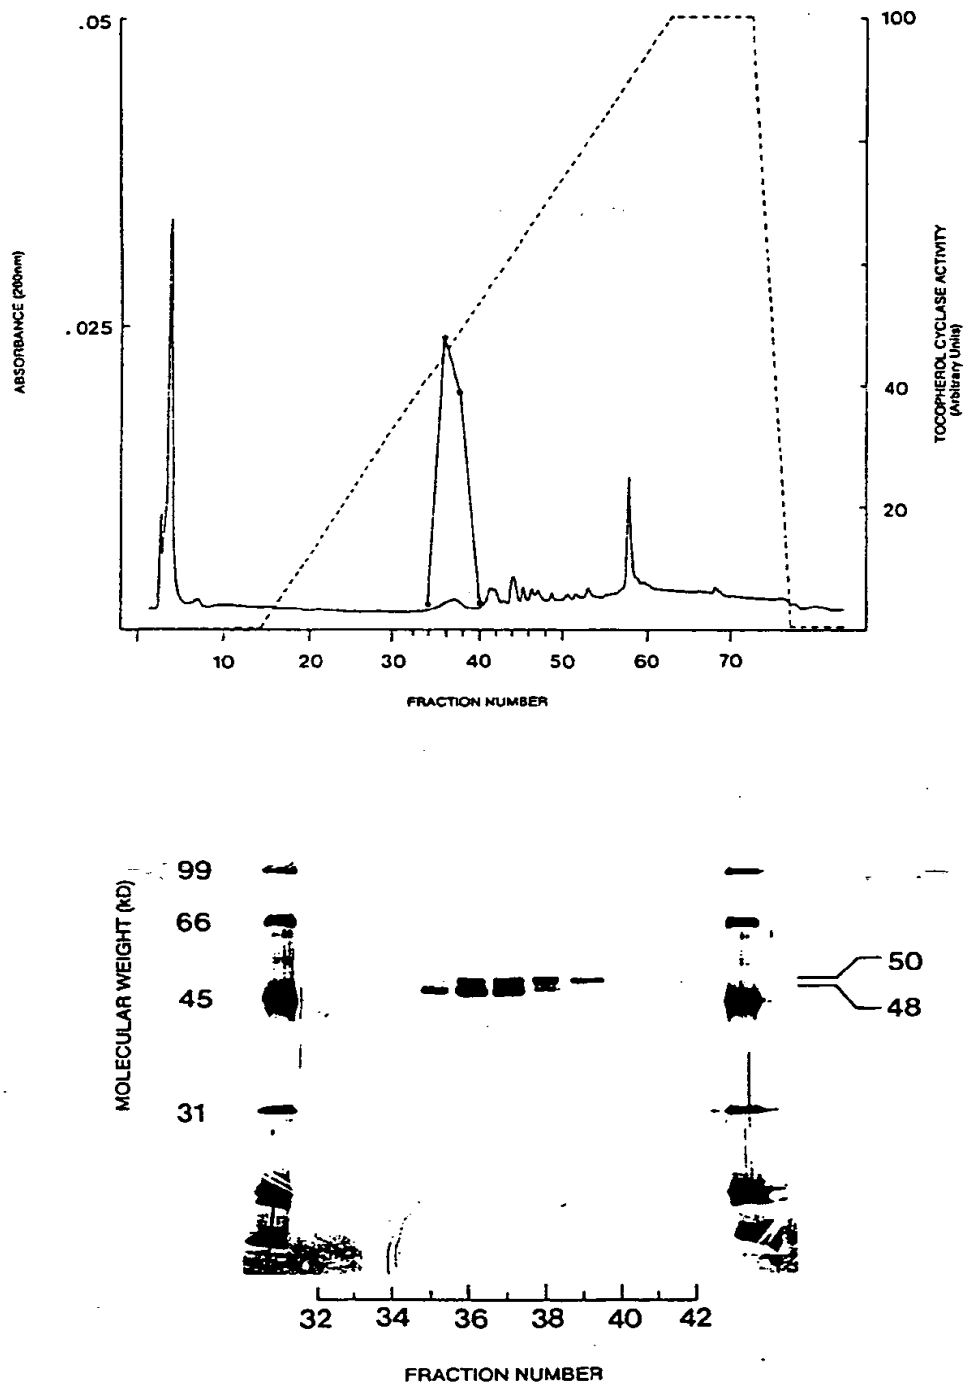 .05
100
ABSORBANCE (280nm)
.025
TOCOPHEROL CYCLASE ACTIVITY
(Arbitrary Units)
40
20
10 20 30 40 50 60 70
FRACTION NUMBER
MOLECULAR WEIGHT (kD)
99
66
50
45
48
31
32 34 36 38 40 42
FRACTION NUMBER